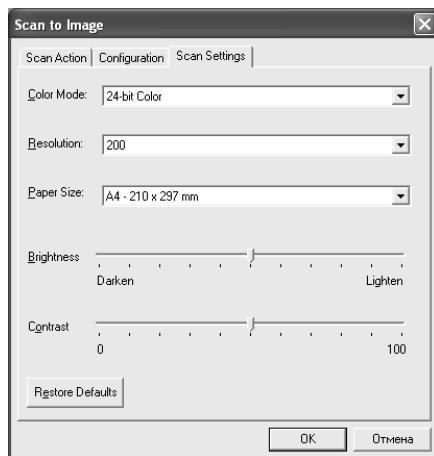 Scan to Image
Scan Action Configuration Scan Settings
Color Mode: 24-bit Color
Resolution: 200
Paper Size: A4 - 210 x 297 mm
Brightness
Darken Lighten
Contrast
0 100
Restore Defaults
OK Отмена